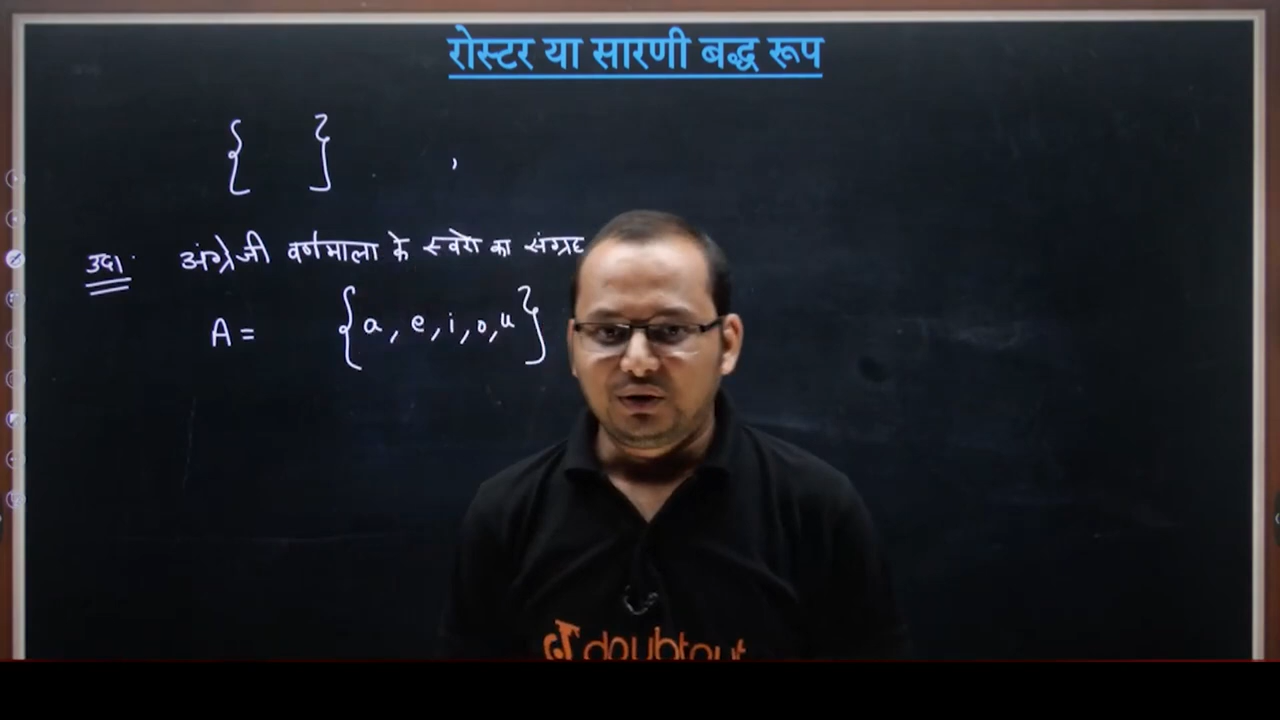 रोस्टर या सारणी बद्ध रूप
{ } ,
उदा. अंग्रेजी वर्णमाला के स्वरो का संग्रह
A = {a, e, i, o, u}
doubtnut